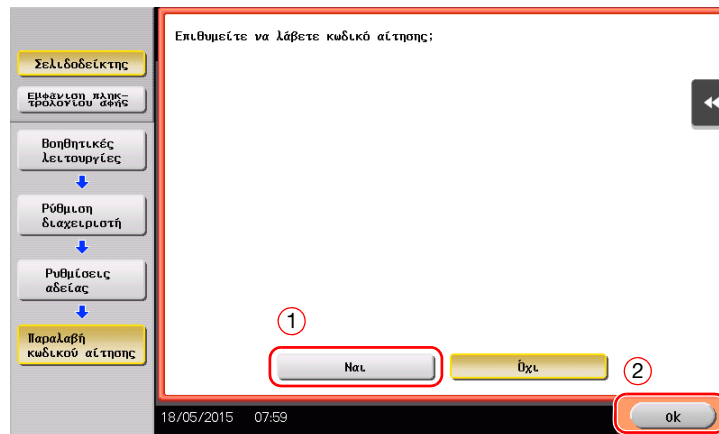 Επιθυμείτε να λάβετε κωδικό αίτησης;
Σελιδοδείκτης
Εμφάνιση πληκ-
τρολογίου αφής
Βοηθητικές
λειτουργίες
Ρύθμιση
διαχειριστή
Ρυθμίσεις
αδείας
Παραλαβή
κωδικού αίτησης
1
Ναι
Όχι
2
18/05/2015 07:59
ok